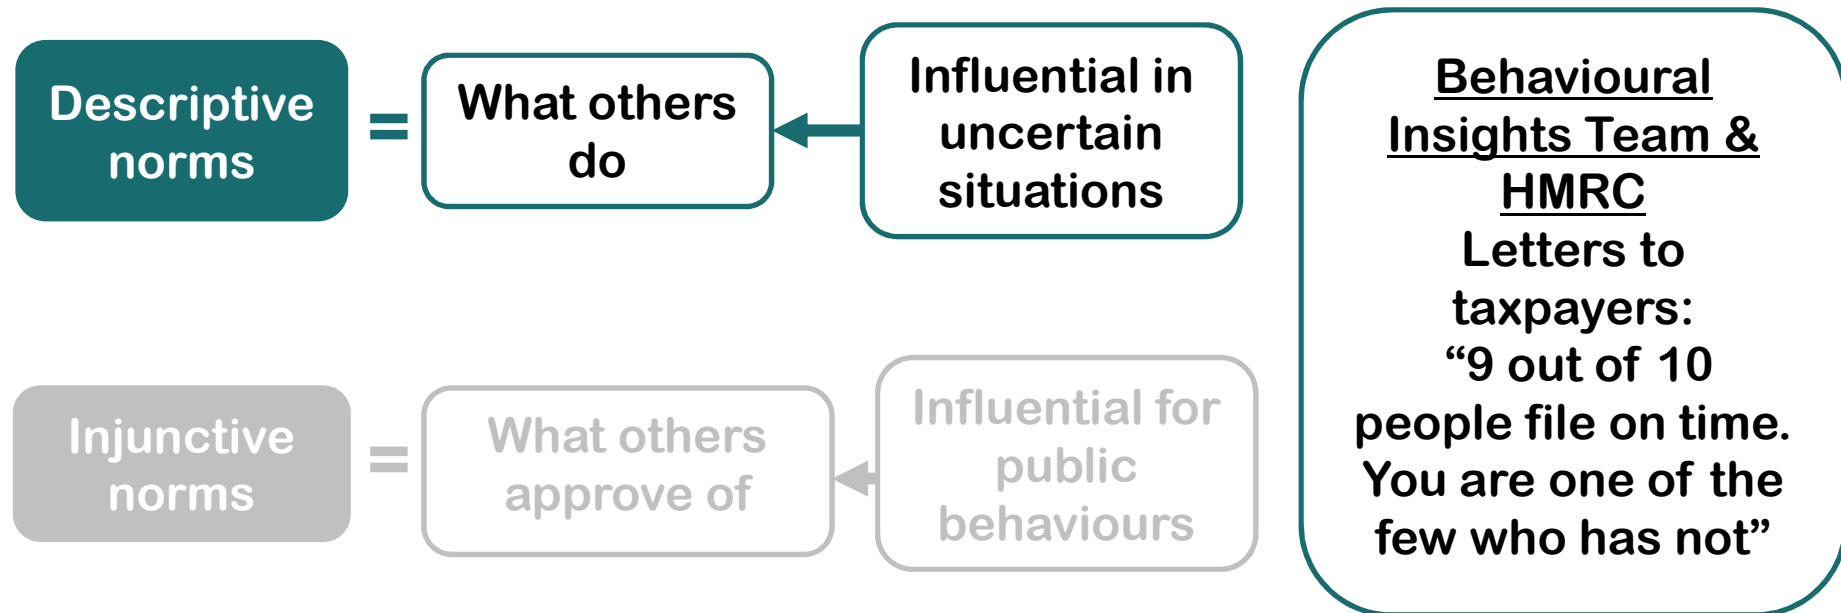 Descriptive
norms
=
What others
do
Influential in
uncertain
situations
Injunctive
norms
=
What others
approve of
Influential for
public
behaviours
Behavioural
Insights Team &
HMRC
Letters to
taxpayers:
“9 out of 10
people file on time.
You are one of the
few who has not”